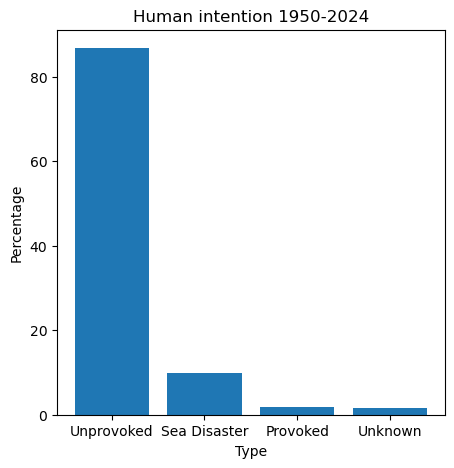 Human intention 1950-2024
Percentage
80
60
40
20
0
Unprovoked Sea Disaster Provoked Unknown
Type